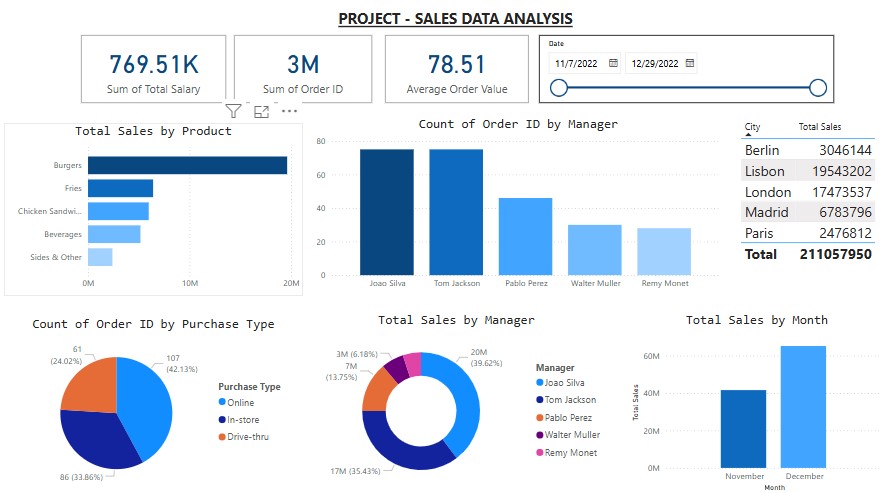 PROJECT - SALES DATA ANALYSIS
769.51K
Sum of Total Salary
3M
Sum of Order ID
78.51
Average Order Value
Date
11/7/2022
12/29/2022
Total Sales by Product
Burgers
Fries
Chicken Sandwi...
Beverages
Sides & Other
0M 10M 20M
Count of Order ID by Manager
80
60
40
20
0
Joao Silva Tom Jackson Pablo Perez Walter Muller Remy Monet
City Total Sales
Berlin 3046144
Lisbon 19543202
London 17473537
Madrid 6783796
Paris 2476812
Total 211057950
Count of Order ID by Purchase Type
61
(24.02%)
107
(42.13%)
86 (33.86%)
Purchase Type
Online
In-store
Drive-thru
Total Sales by Manager
3M (6.18%)
7M
(13.75%)
20M
(39.62%)
17M (35.43%)
Manager
Joao Silva
Tom Jackson
Pablo Perez
Walter Muller
Remy Monet
Total Sales by Month
Total Sales
60M
40M
20M
0M
November December
Month